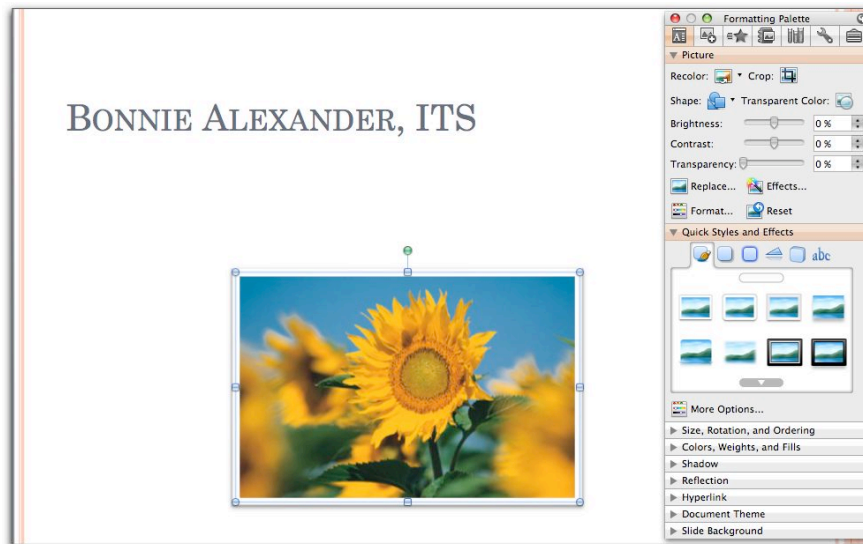 BONNIE ALEXANDER, ITS
Formatting Palette
Picture
Recolor: Crop:
Shape: Transparent Color:
Brightness: 0 %
Contrast: 0 %
Transparency: 0 %
Replace... Effects...
Format... Reset
Quick Styles and Effects
abc
More Options...
Size, Rotation, and Ordering
Colors, Weights, and Fills
Shadow
Reflection
Hyperlink
Document Theme
Slide Background